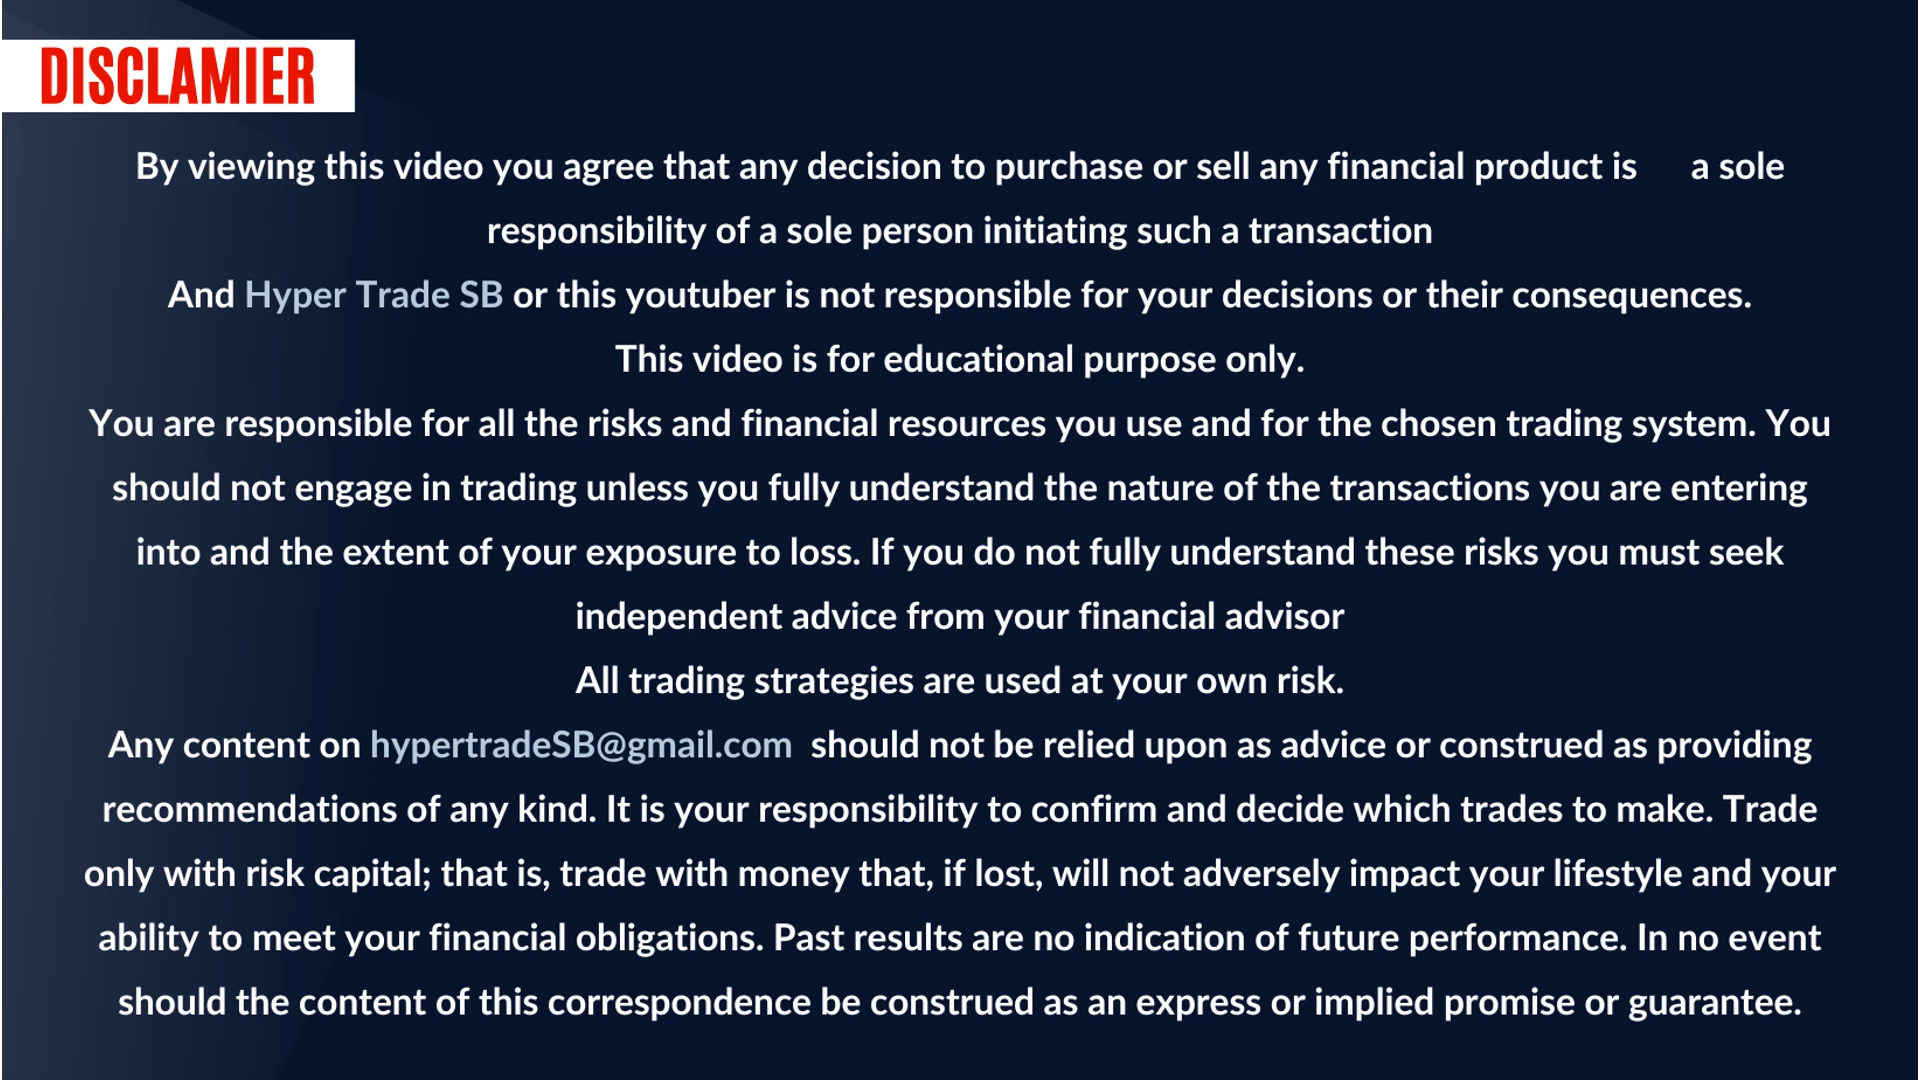 DISCLAMIER
By viewing this video you agree that any decision to purchase or sell any financial product is a sole
responsibility of a sole person initiating such a transaction
And Hyper Trade SB or this youtuber is not responsible for your decisions or their consequences.
This video is for educational purpose only.
You are responsible for all the risks and financial resources you use and for the chosen trading system. You
should not engage in trading unless you fully understand the nature of the transactions you are entering
into and the extent of your exposure to loss. If you do not fully understand these risks you must seek
independent advice from your financial advisor
All trading strategies are used at your own risk.
Any content on hypertradeSB@gmail.com should not be relied upon as advice or construed as providing
recommendations of any kind. It is your responsibility to confirm and decide which trades to make. Trade
only with risk capital; that is, trade with money that, if lost, will not adversely impact your lifestyle and your
ability to meet your financial obligations. Past results are no indication of future performance. In no event
should the content of this correspondence be construed as an express or implied promise or guarantee.